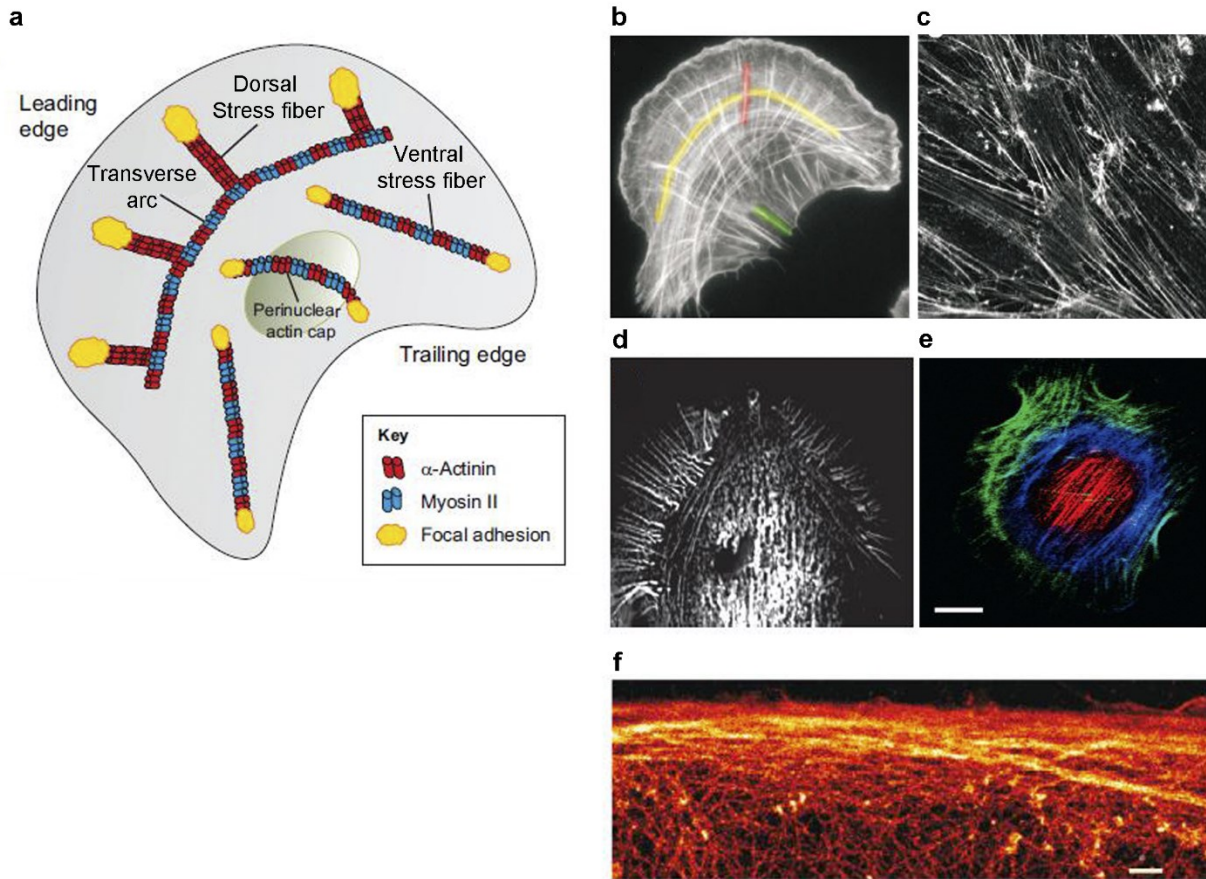 a
Leading
edge
Dorsal
Stress fiber
Transverse
arc
Ventral
stress fiber
Perinuclear
actin cap
Trailing edge
Key
α-Actinin
Myosin II
Focal adhesion
b
c
d
e
f